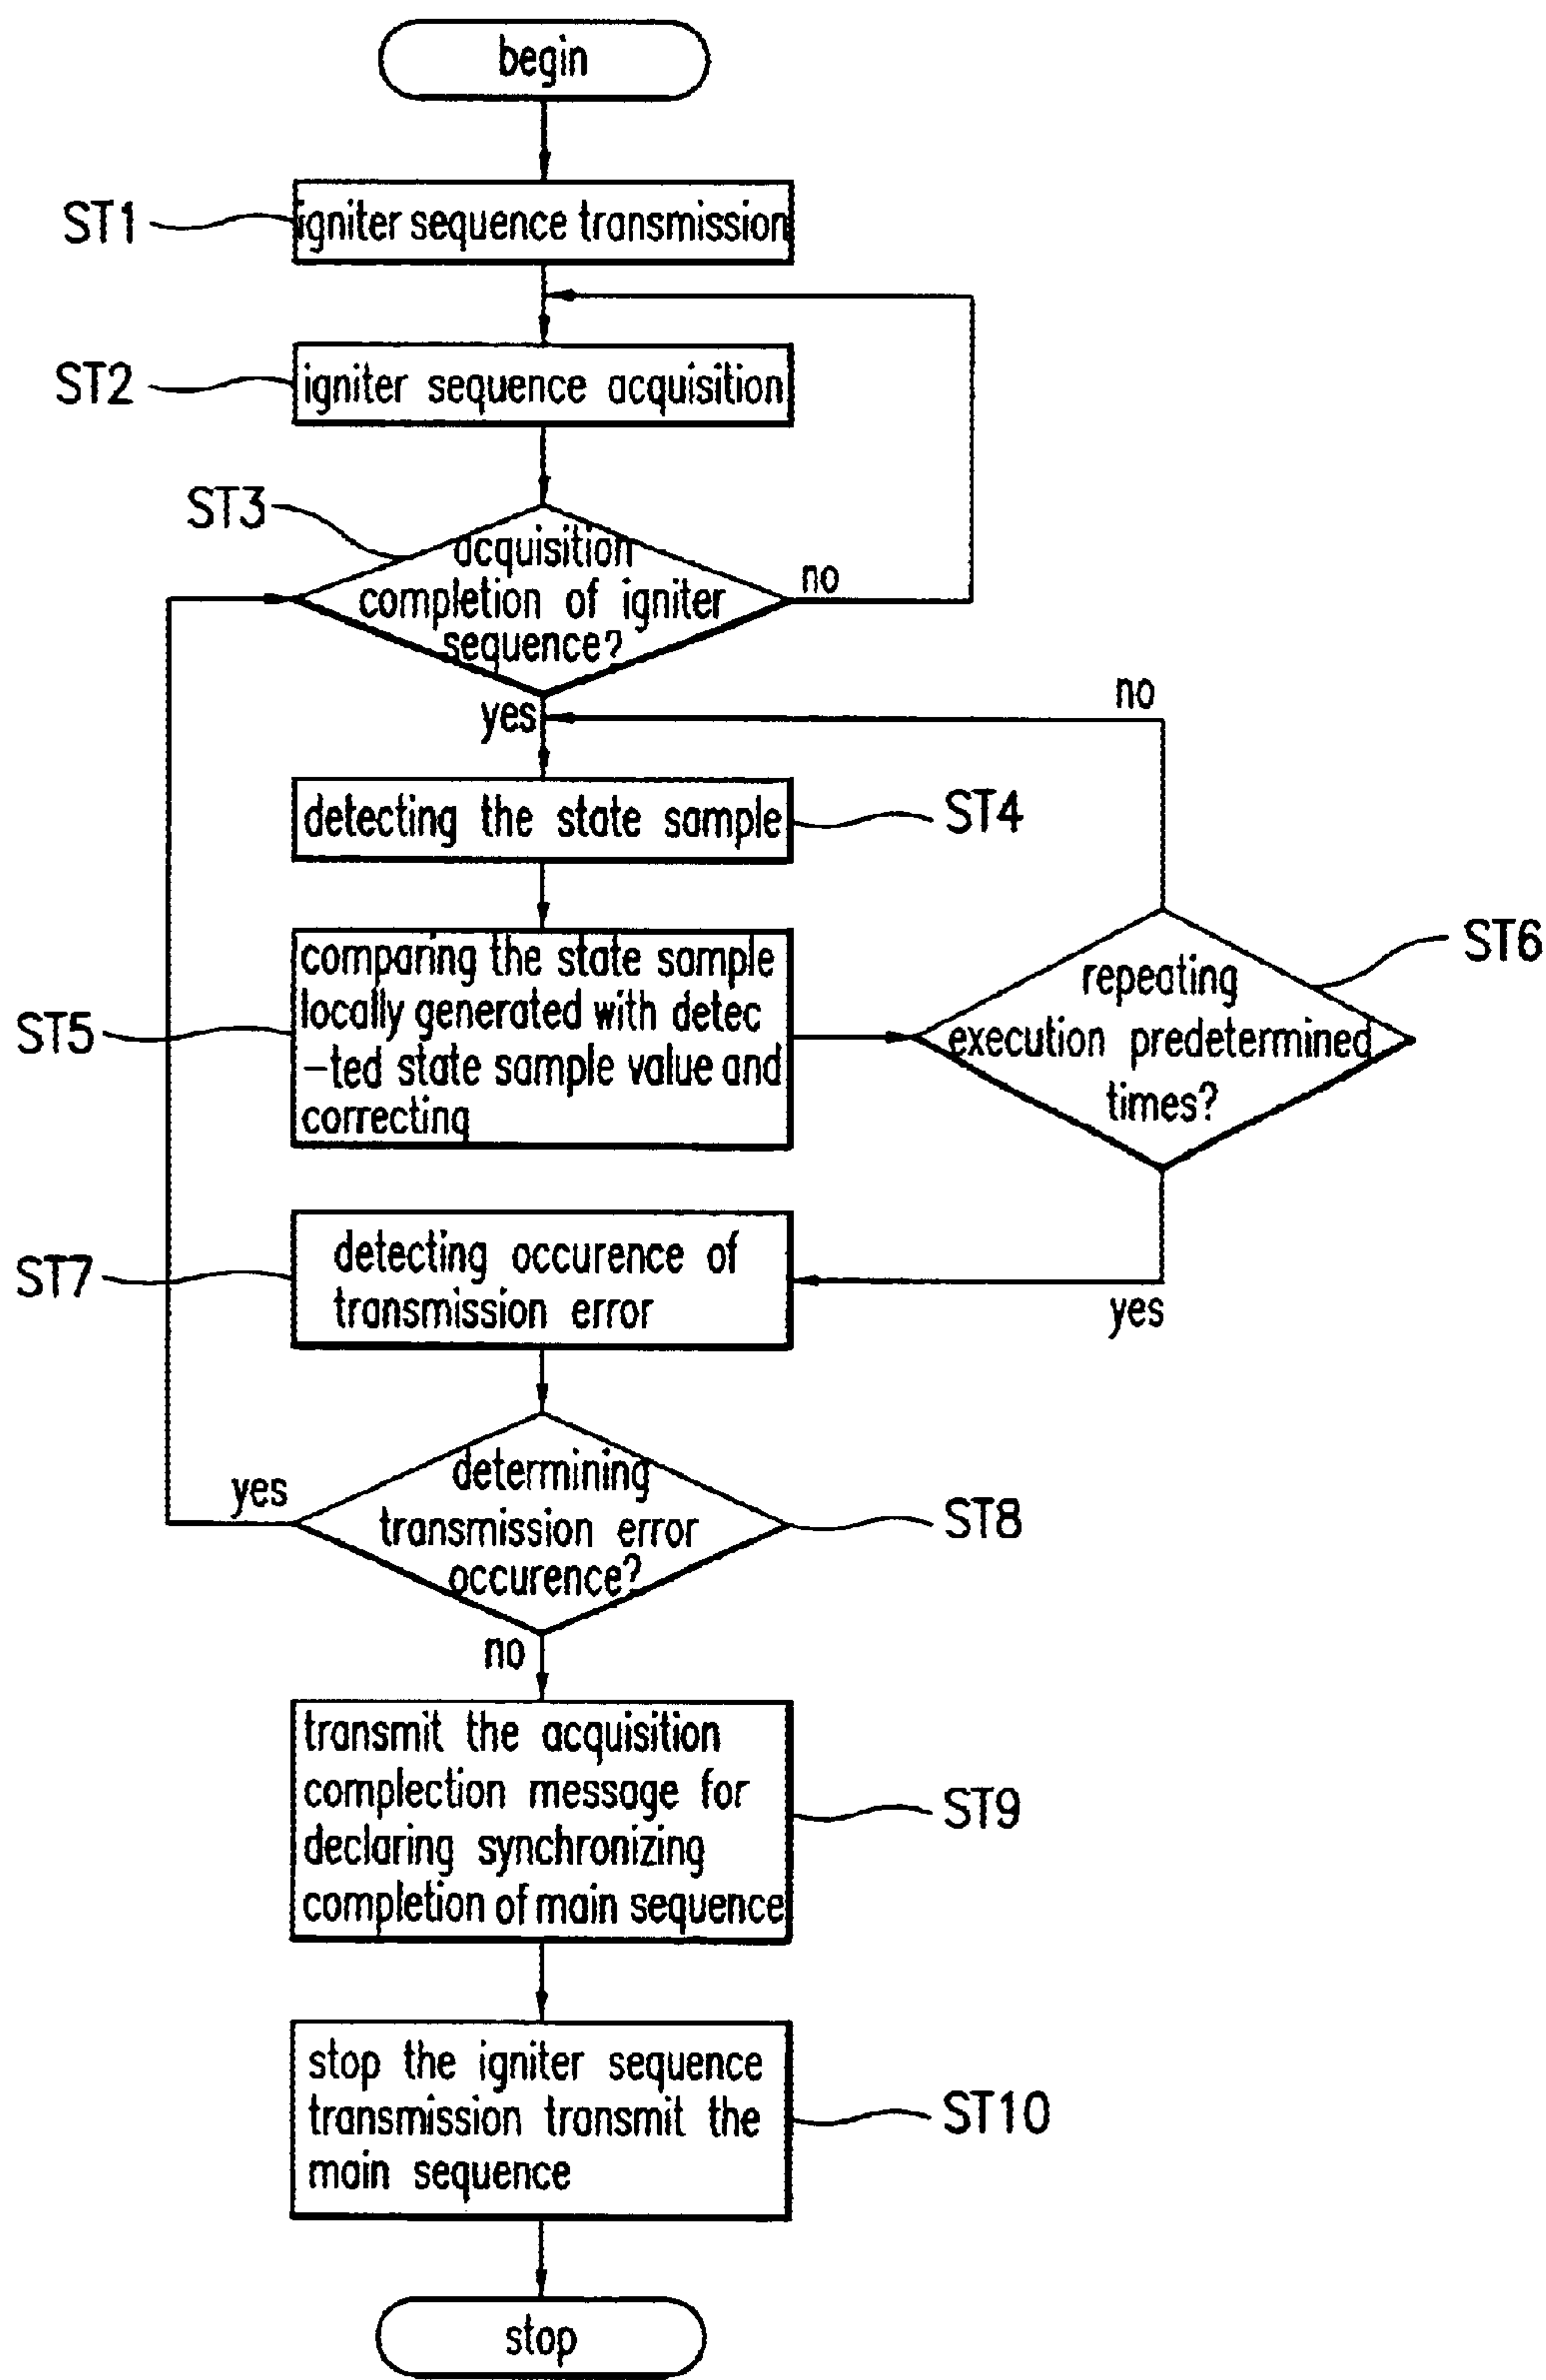 begin
ST1
igniter sequence transmission
ST2
igniter sequence acquisition
ST3
acquisition
completion of igniter
sequence?
no
yes
no
detecting the state sample
ST4
comparing the state sample
locally generated with detec
-ted state sample value and
correcting
ST5
repeating
execution predetermined
times?
ST6
yes
ST7
detecting occurence of
transmission error
yes
determining
transmission error
occurence?
ST8
no
transmit the acquisition
complection message for
declaring synchronizing
completion of main sequence
ST9
stop the igniter sequence
transmission transmit the
main sequence
ST10
stop